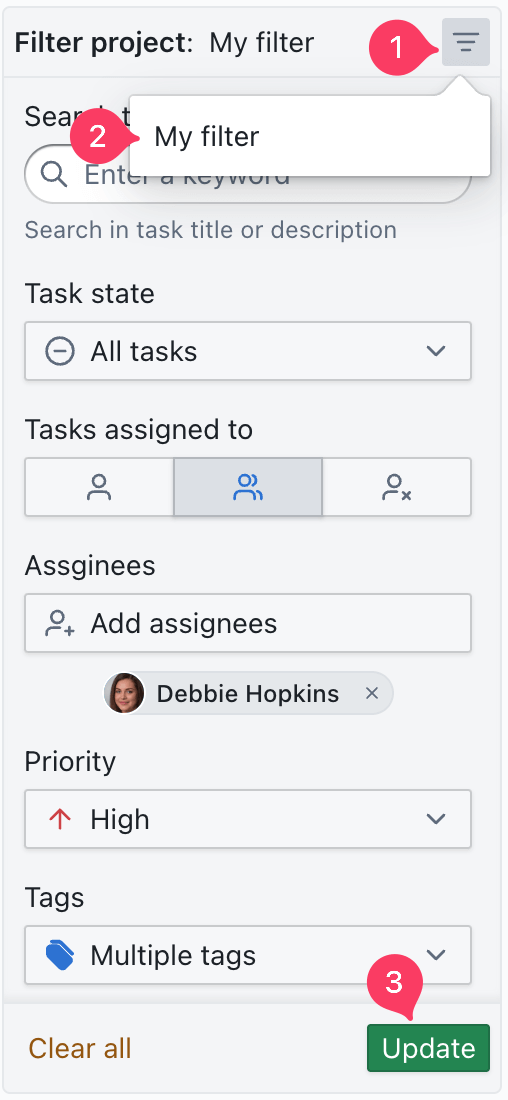 Filter project: My filter
1
Search t
2
My filter
Enter a keyword
Search in task title or description
Task state
All tasks
Tasks assigned to
Assginees
Add assignees
Debbie Hopkins
Priority
High
Tags
Multiple tags
3
Clear all
Update